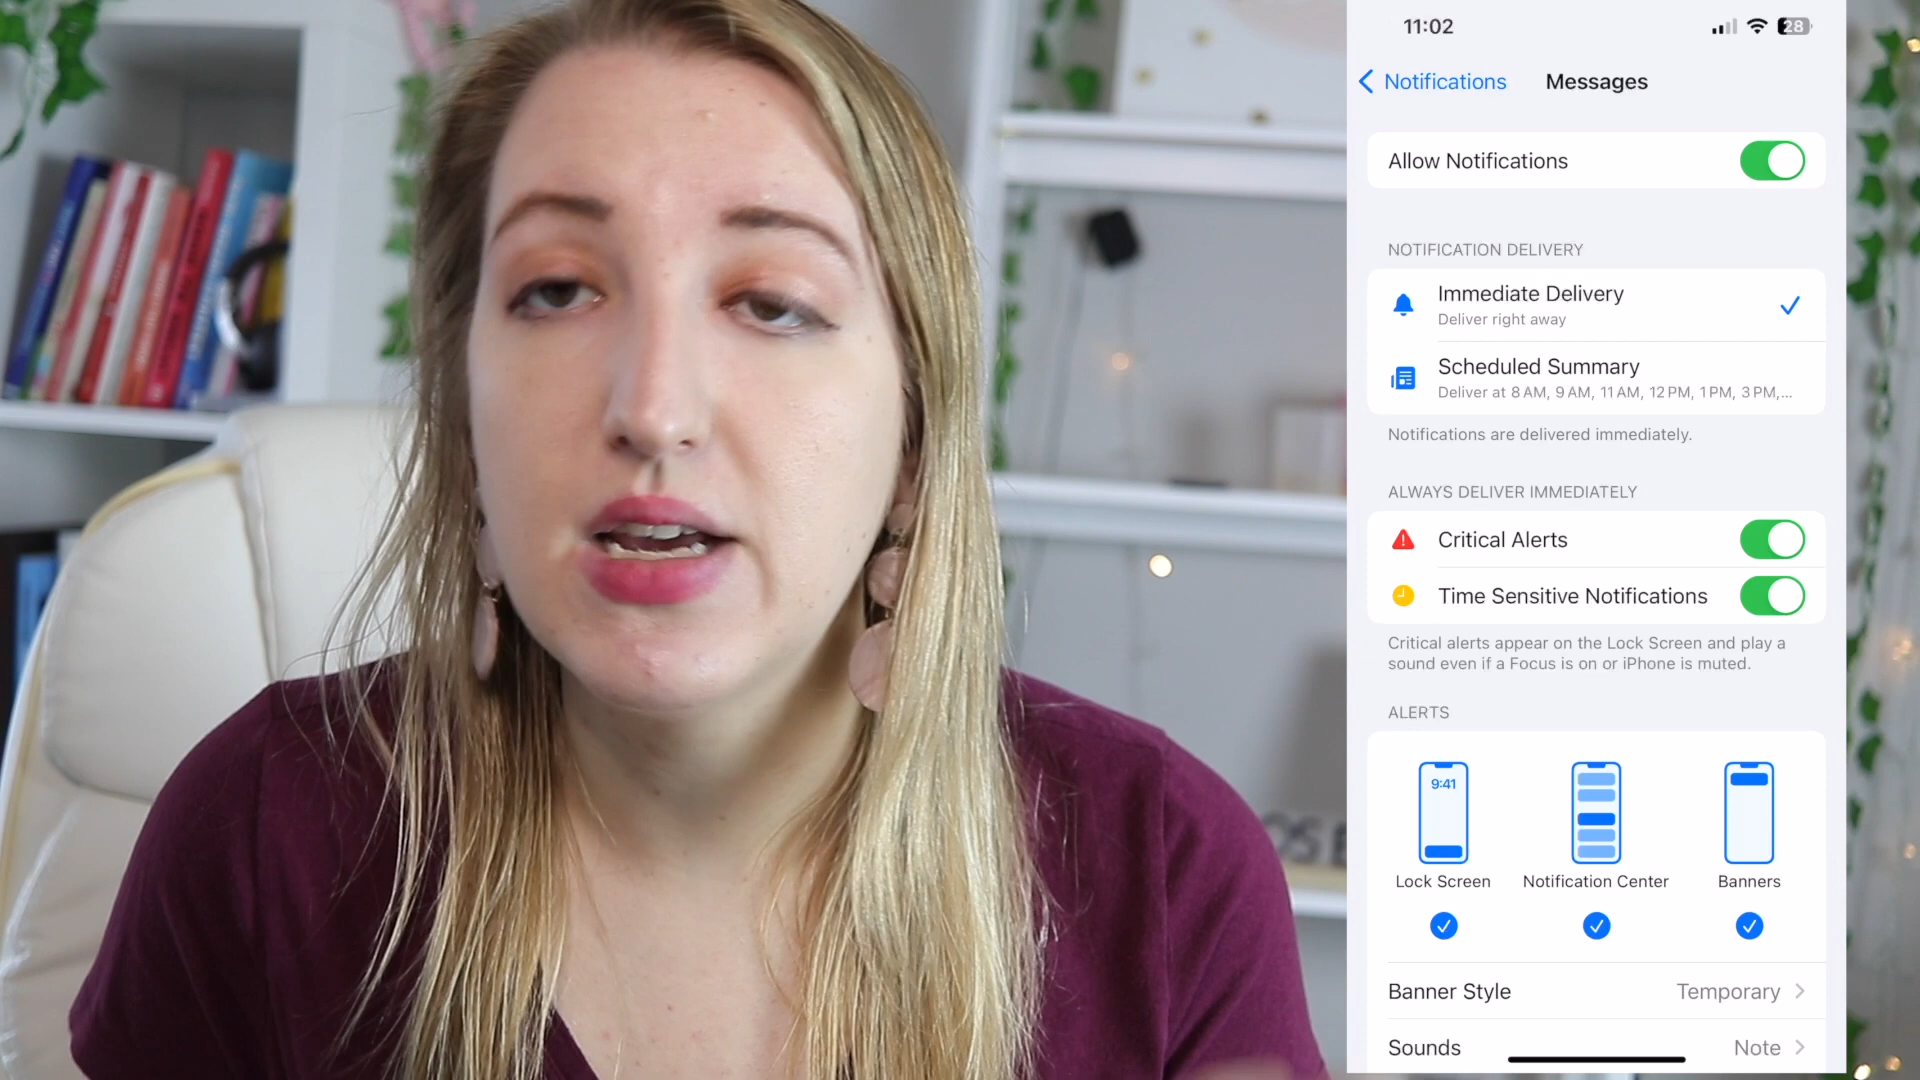 11:02
28
Notifications
Messages
Allow Notifications
NOTIFICATION DELIVERY
Immediate Delivery
Deliver right away
Scheduled Summary
Deliver at 8 AM, 9 AM, 11 AM, 12 PM, 1 PM, 3 PM,...
Notifications are delivered immediately.
ALWAYS DELIVER IMMEDIATELY
Critical Alerts
Time Sensitive Notifications
Critical alerts appear on the Lock Screen and play a
sound even if a Focus is on or iPhone is muted.
ALERTS
9:41
Lock Screen
Notification Center
Banners
Banner Style
Temporary
Sounds
Note